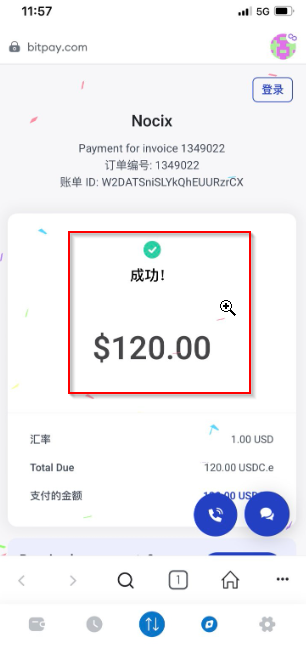 11:57
5G
bitpay.com
登录
Nocix
Payment for invoice 1349022
订单编号: 1349022
账单 ID: W2DATSniSLYkQhEUURzrCX
成功!
$120.00
汇率
1.00 USD
Total Due
120.00 USDC.e
支付的金额
1